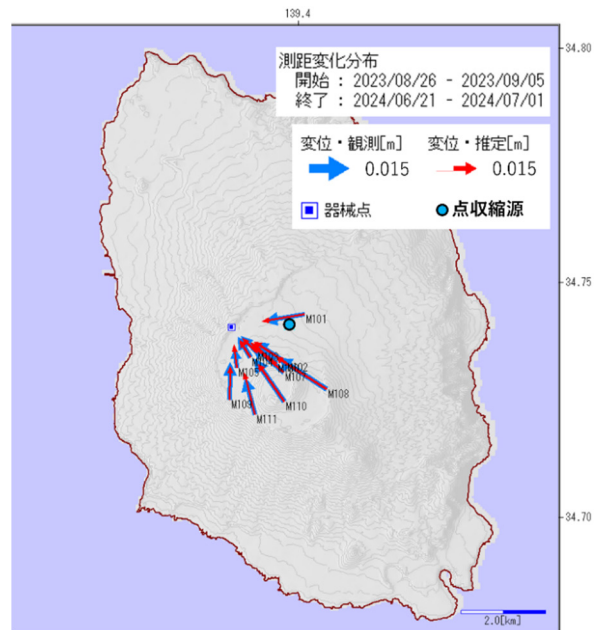 139.4
34.80
測距変化分布
開始 : 2023/08/26 - 2023/09/05
終了 : 2024/06/21 - 2024/07/01
変位・観測[m] 変位・推定[m]
0.015 0.015
器械点 点収縮源
34.75
M101
M105
M107
M108
M109
M110
M111
34.70
2.0[km]